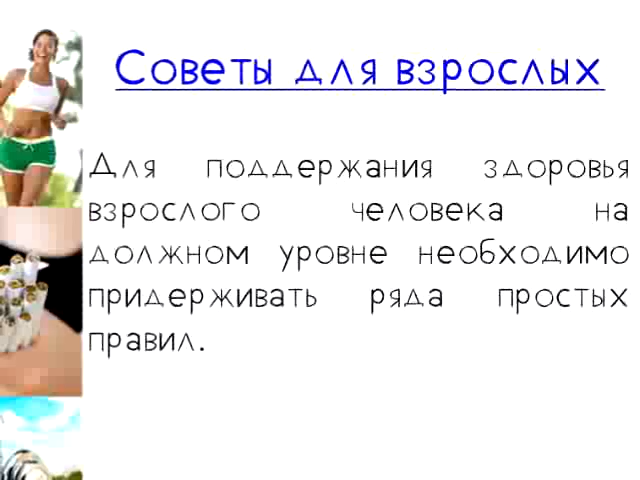 Советы для взрослых
Для поддержания здоровья
взрослого человека на
должном уровне необходимо
придерживать ряда простых
правил.